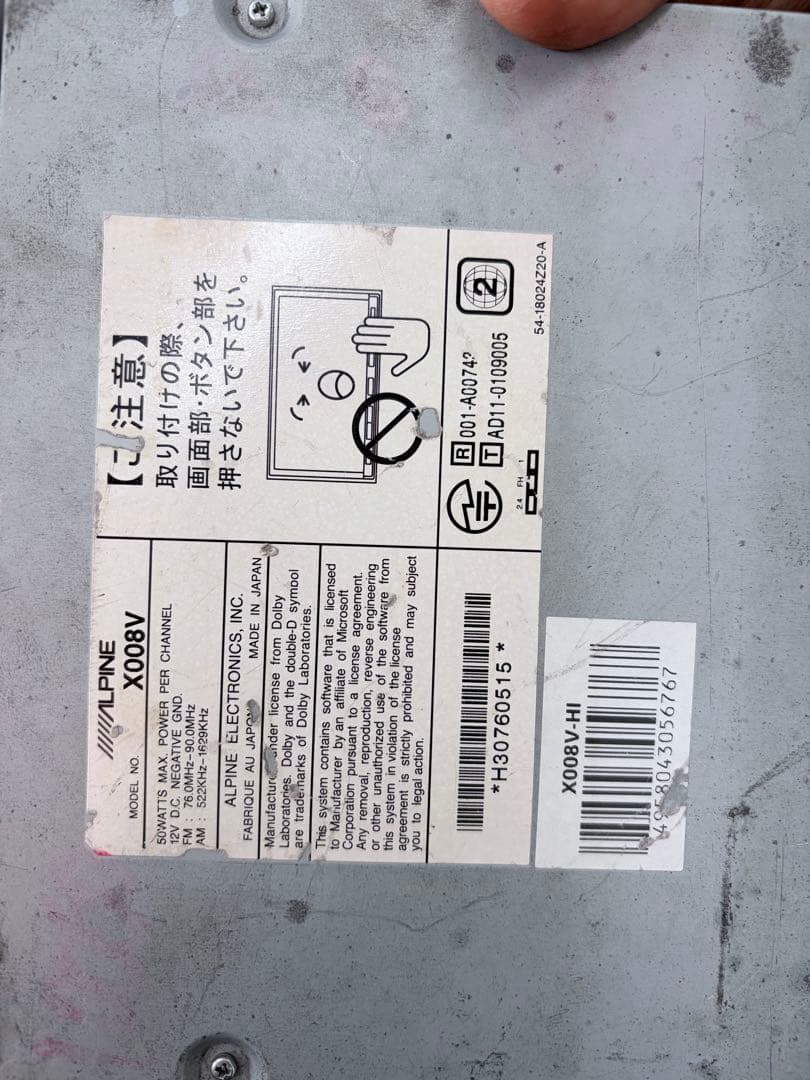 ALPINE
MODEL NO. X008V
50WATTS MAX. POWER PER CHANNEL
12V D.C. NEGATIVE GND.
FM : 76.0MHz-90.0MHz
AM : 522KHz-1629KHz
ALPINE ELECTRONICS, INC.
FABRIQUE AU JAPON MADE IN JAPAN
under license from Dolby
Laboratories. Dolby and the double-D symbol
are trademarks of Dolby Laboratories.
This system contains software that is licensed
to Manufacturer by an affiliate of Microsoft
Corporation pursuant to a license agreement.
Any removal, reproduction, reverse engineering
or other unauthorized use of the software from
this system in violation of the license
agreement is strictly prohibited and may subject
you to legal action.
*H30760515*
【ご注意】
取り付けの際、
画面部・ボタン部を
押さないで下さい。
R 001-A0074
T AD11-0109005
2
24 FH 1
54-18024Z20-A
X008V-HI
4958043056767